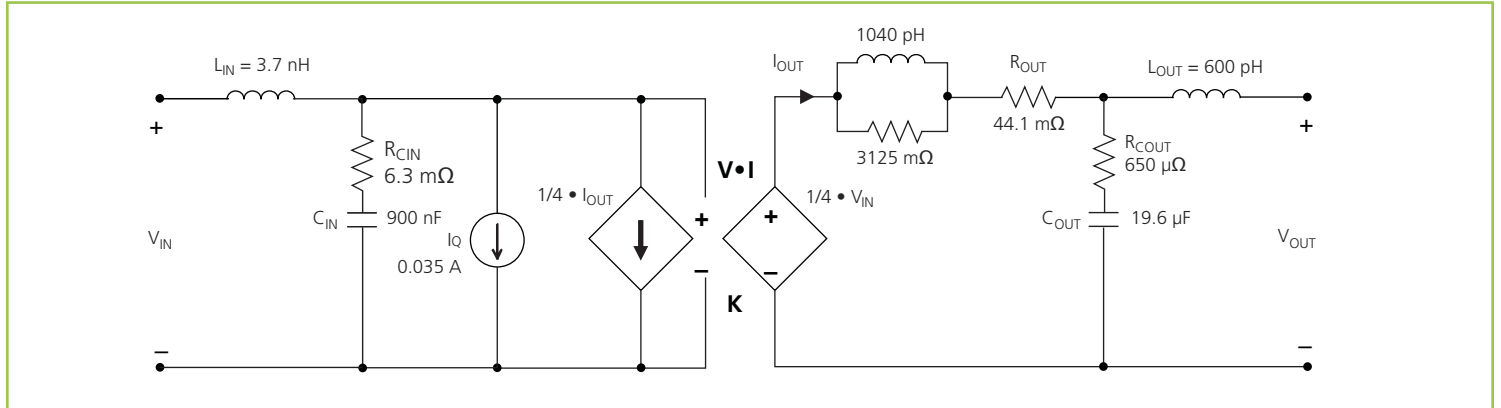 L_IN = 3.7 nH
+
−
V_IN
R_CIN
6.3 mΩ
C_IN 900 nF
I_Q
0.035 A
1/4 • I_OUT
V•I
+
−
K
+
−
1/4 • V_IN
I_OUT
1040 pH
3125 mΩ
R_OUT
44.1 mΩ
R_COUT
650 µΩ
C_OUT 19.6 µF
L_OUT = 600 pH
+
−
V_OUT